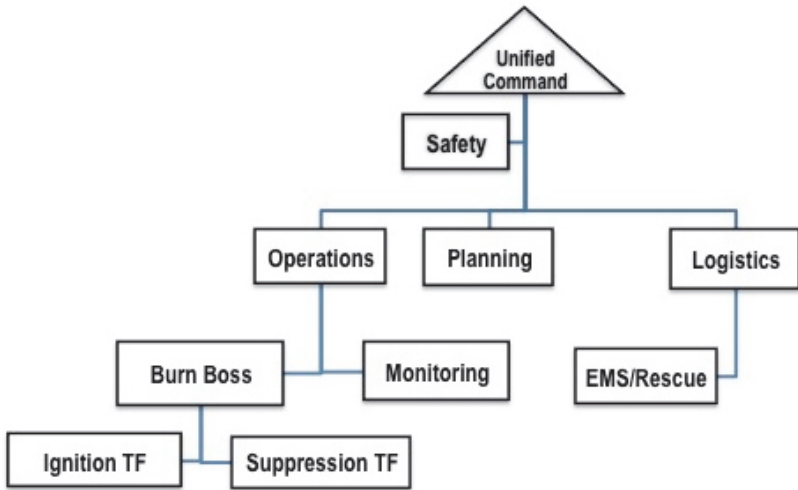 Unified
Command
Safety
Operations
Planning
Logistics
Burn Boss
Monitoring
EMS/Rescue
Ignition TF
Suppression TF